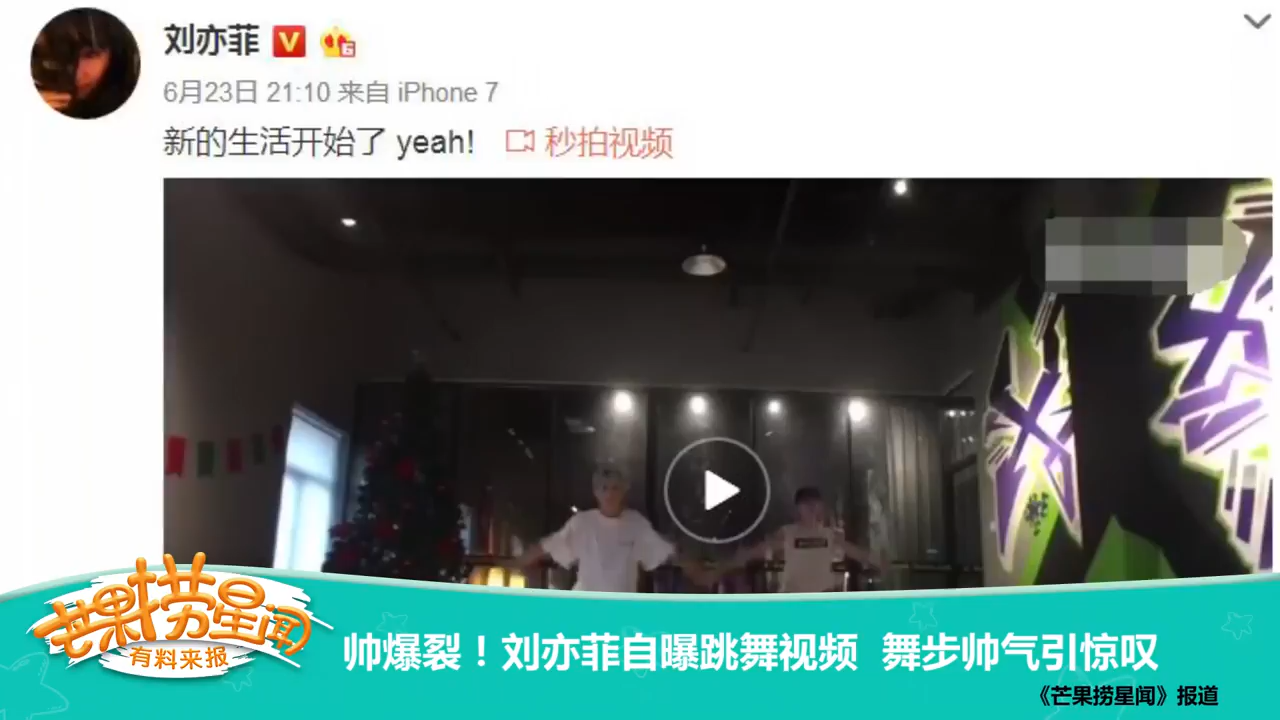 刘亦菲
6月23日 21:10 来自 iPhone 7
新的生活开始了 yeah! 秒拍视频
芒果捞星闻
有料来报
帅爆裂！刘亦菲自曝跳舞视频 舞步帅气引惊叹
《芒果捞星闻》报道